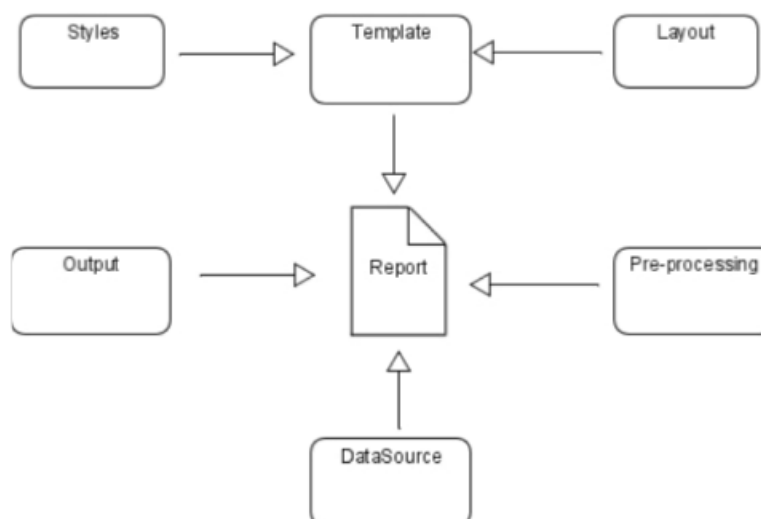 Styles
Template
Layout
Output
Report
Pre-processing
DataSource